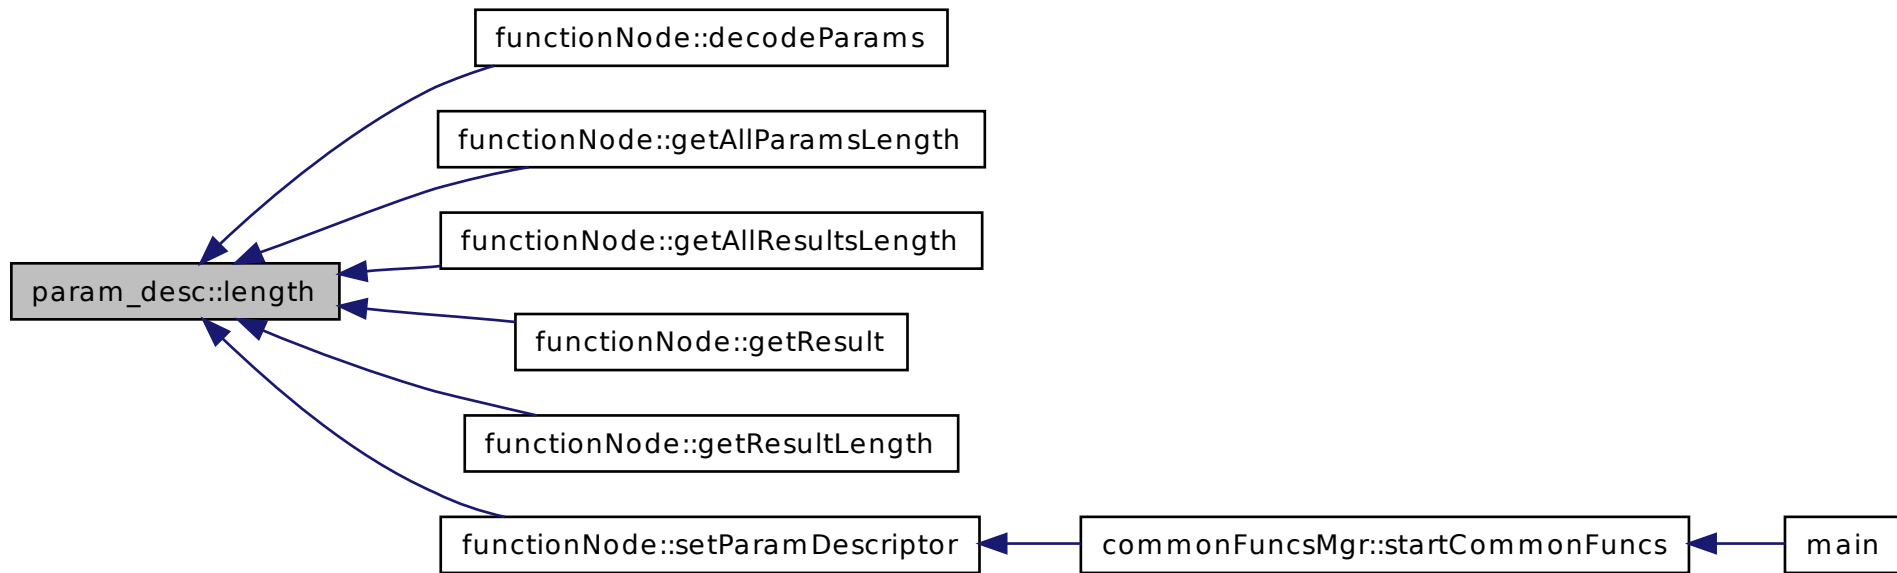 functionNode::decodeParams
functionNode::getAllParamsLength
functionNode::getAllResultsLength
param_desc::length
functionNode::getResult
functionNode::getResultLength
functionNode::setParamDescriptor
commonFuncsMgr::startCommonFuncs
main